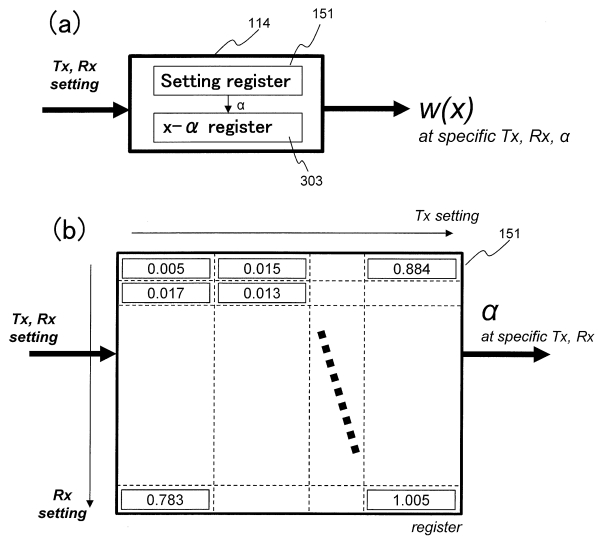 (a)
114
151
Tx, Rx
setting
Setting register
α
x-α register
303
w(x)
at specific Tx, Rx, α
(b)
Tx setting
151
0.005 0.015 0.884
0.017 0.013
Tx, Rx
setting
α
at specific Tx, Rx
Rx
setting
0.783 1.005
register